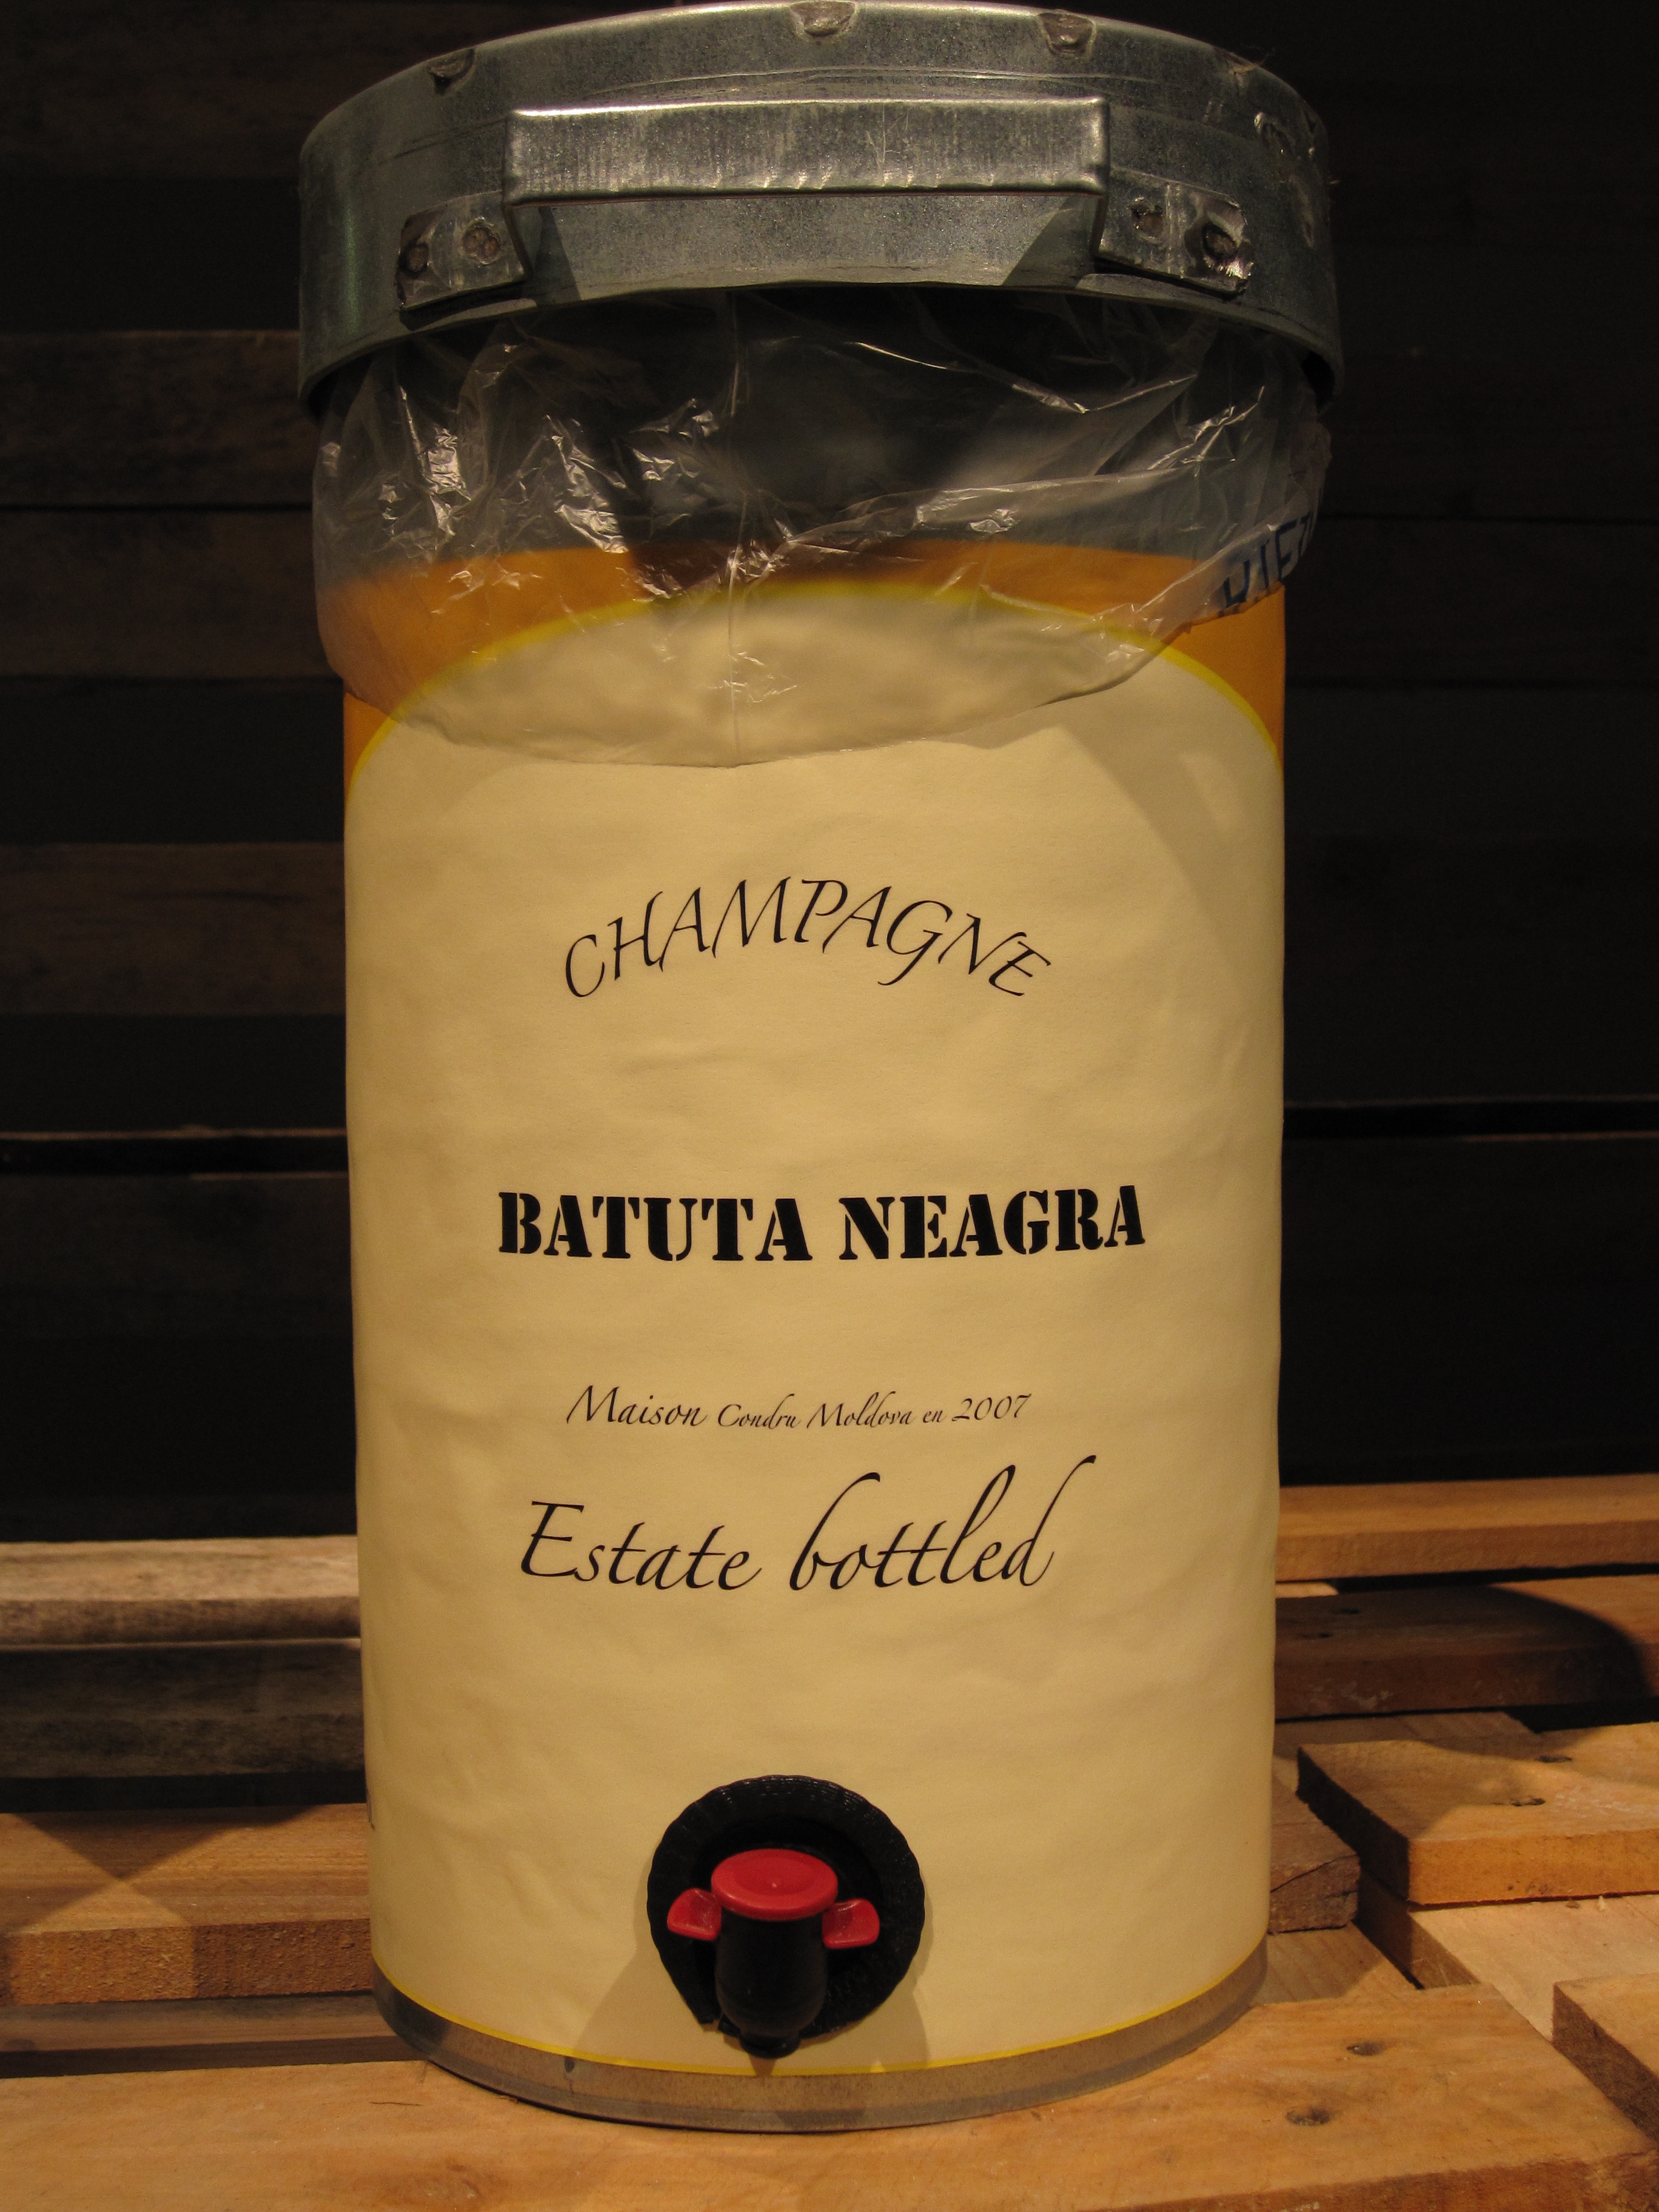 CHAMPAGNE
BATUTA NEAGRA
Maison Condru Moldova en 2007
Estate bottled